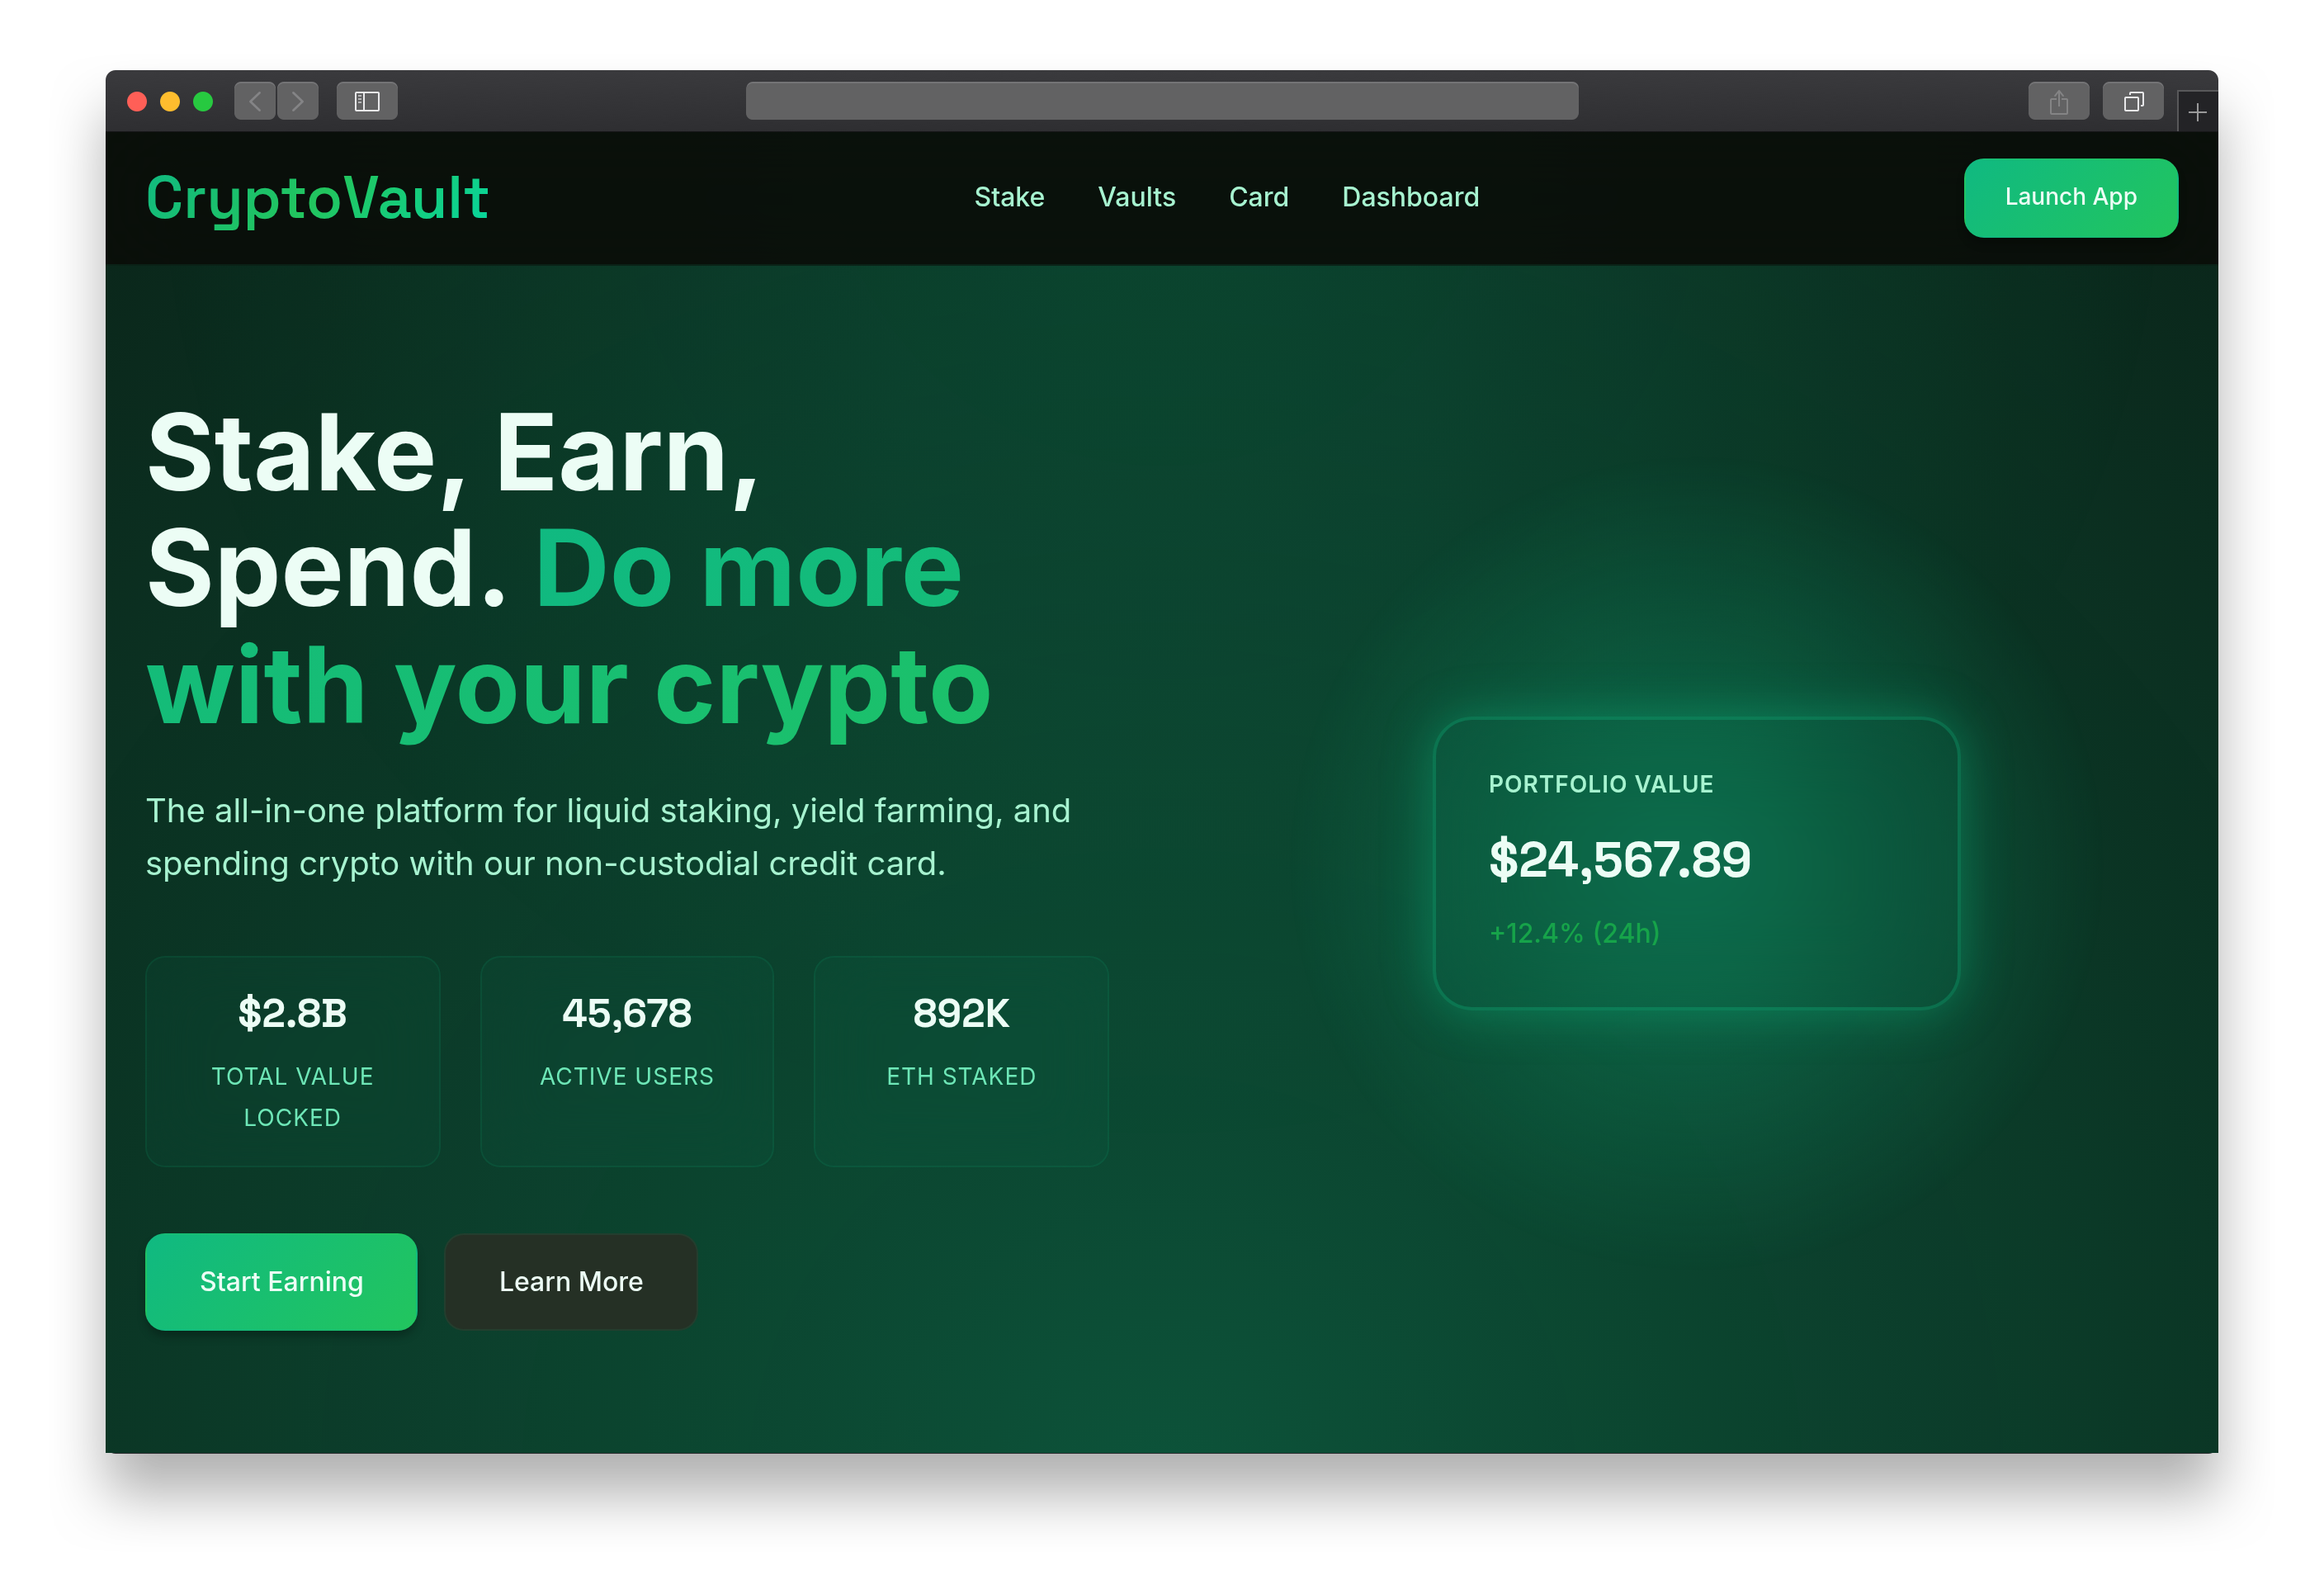 CryptoVault
Stake
Vaults
Card
Dashboard
Launch App
Stake, Earn,
Spend. Do more
with your crypto
The all-in-one platform for liquid staking, yield farming, and
spending crypto with our non-custodial credit card.
$2.8B
TOTAL VALUE
LOCKED
45,678
ACTIVE USERS
892K
ETH STAKED
Start Earning
Learn More
PORTFOLIO VALUE
$24,567.89
+12.4% (24h)